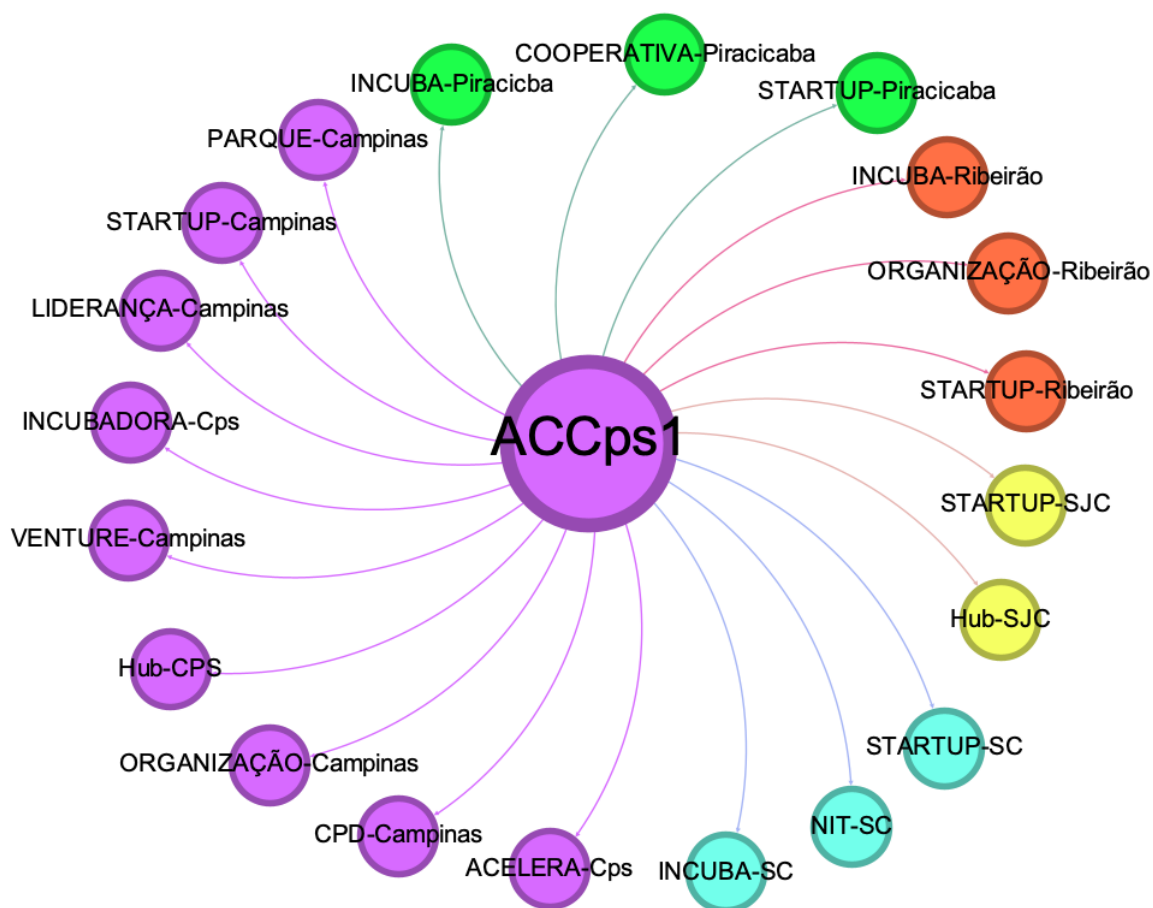 COOPERATIVA-Piracicaba
INCUBA-Piracicba
STARTUP-Piracicaba
PARQUE-Campinas
INCUBA-Ribeirão
STARTUP-Campinas
ORGANIZAÇÃO-Ribeirão
LIDERANÇA-Campinas
STARTUP-Ribeirão
INCUBADORA-Cps
ACCps1
STARTUP-SJC
VENTURE-Campinas
Hub-SJC
Hub-CPS
STARTUP-SC
ORGANIZAÇÃO-Campinas
NIT-SC
CPD-Campinas
ACELERA-Cps
INCUBA-SC